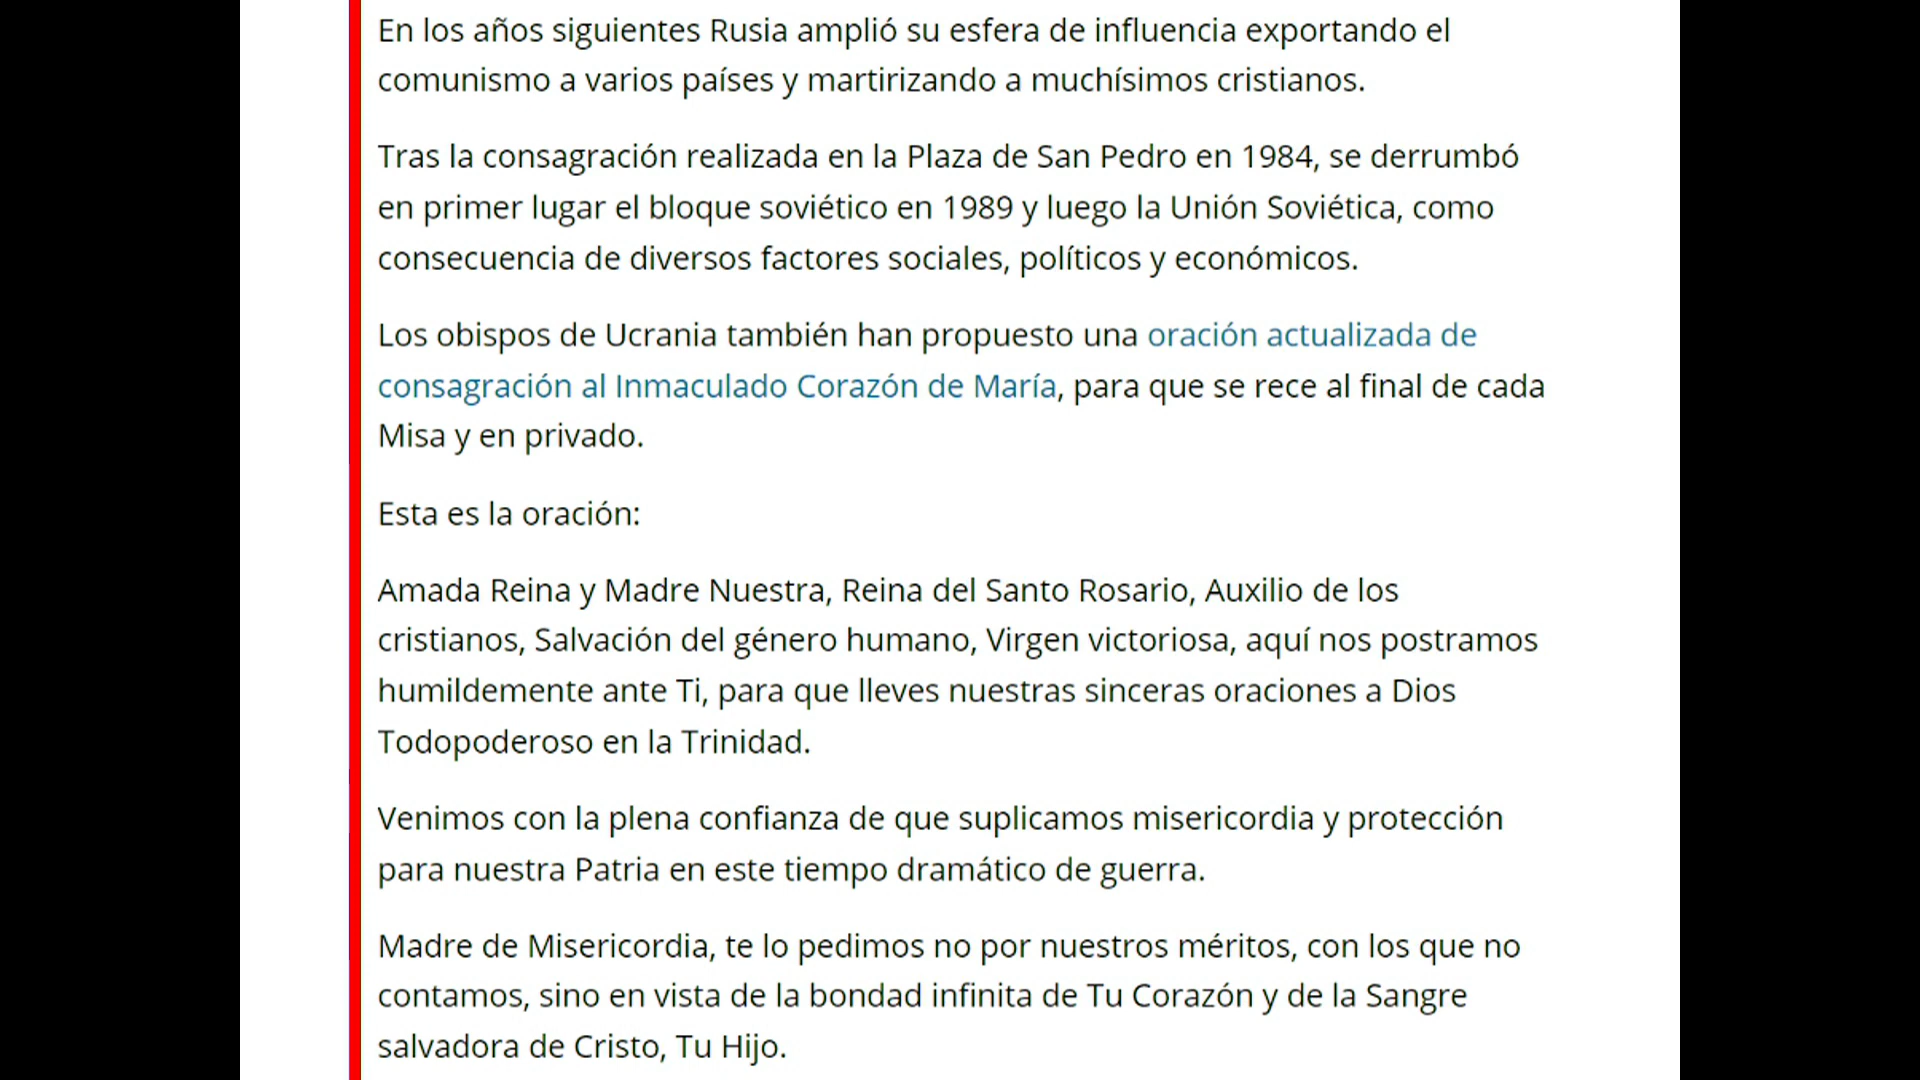 En los años siguientes Rusia amplió su esfera de influencia exportando el
comunismo a varios países y martirizando a muchísimos cristianos.
Tras la consagración realizada en la Plaza de San Pedro en 1984, se derrumbó
en primer lugar el bloque soviético en 1989 y luego la Unión Soviética, como
consecuencia de diversos factores sociales, políticos y económicos.
Los obispos de Ucrania también han propuesto una oración actualizada de
consagración al Inmaculado Corazón de María, para que se rece al final de cada
Misa y en privado.
Esta es la oración:
Amada Reina y Madre Nuestra, Reina del Santo Rosario, Auxilio de los
cristianos, Salvación del género humano, Virgen victoriosa, aquí nos postramos
humildemente ante Ti, para que lleves nuestras sinceras oraciones a Dios
Todopoderoso en la Trinidad.
Venimos con la plena confianza de que suplicamos misericordia y protección
para nuestra Patria en este tiempo dramático de guerra.
Madre de Misericordia, te lo pedimos no por nuestros méritos, con los que no
contamos, sino en vista de la bondad infinita de Tu Corazón y de la Sangre
salvadora de Cristo, Tu Hijo.